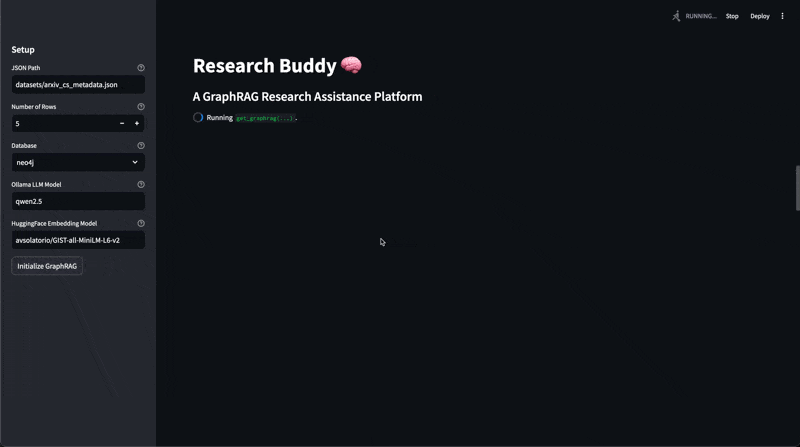 RUNNING...
Stop
Deploy
Setup
JSON Path
datasets/arxiv_cs_metadata.json
Number of Rows
5
Database
neo4j
Ollama LLM Model
qwen2.5
HuggingFace Embedding Model
avsolatorio/GIST-all-MiniLM-L6-v2
Initialize GraphRAG
Research Buddy 🧠
A GraphRAG Research Assistance Platform
Running get_graphrag(...).